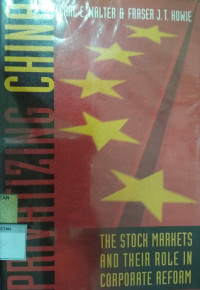 CARL E. WALTER & FRASER J.T. HOWIE
PRIVATIZING CHINA
THE STOCK MARKETS
AND THEIR ROLE IN
CORPORATE REFORM